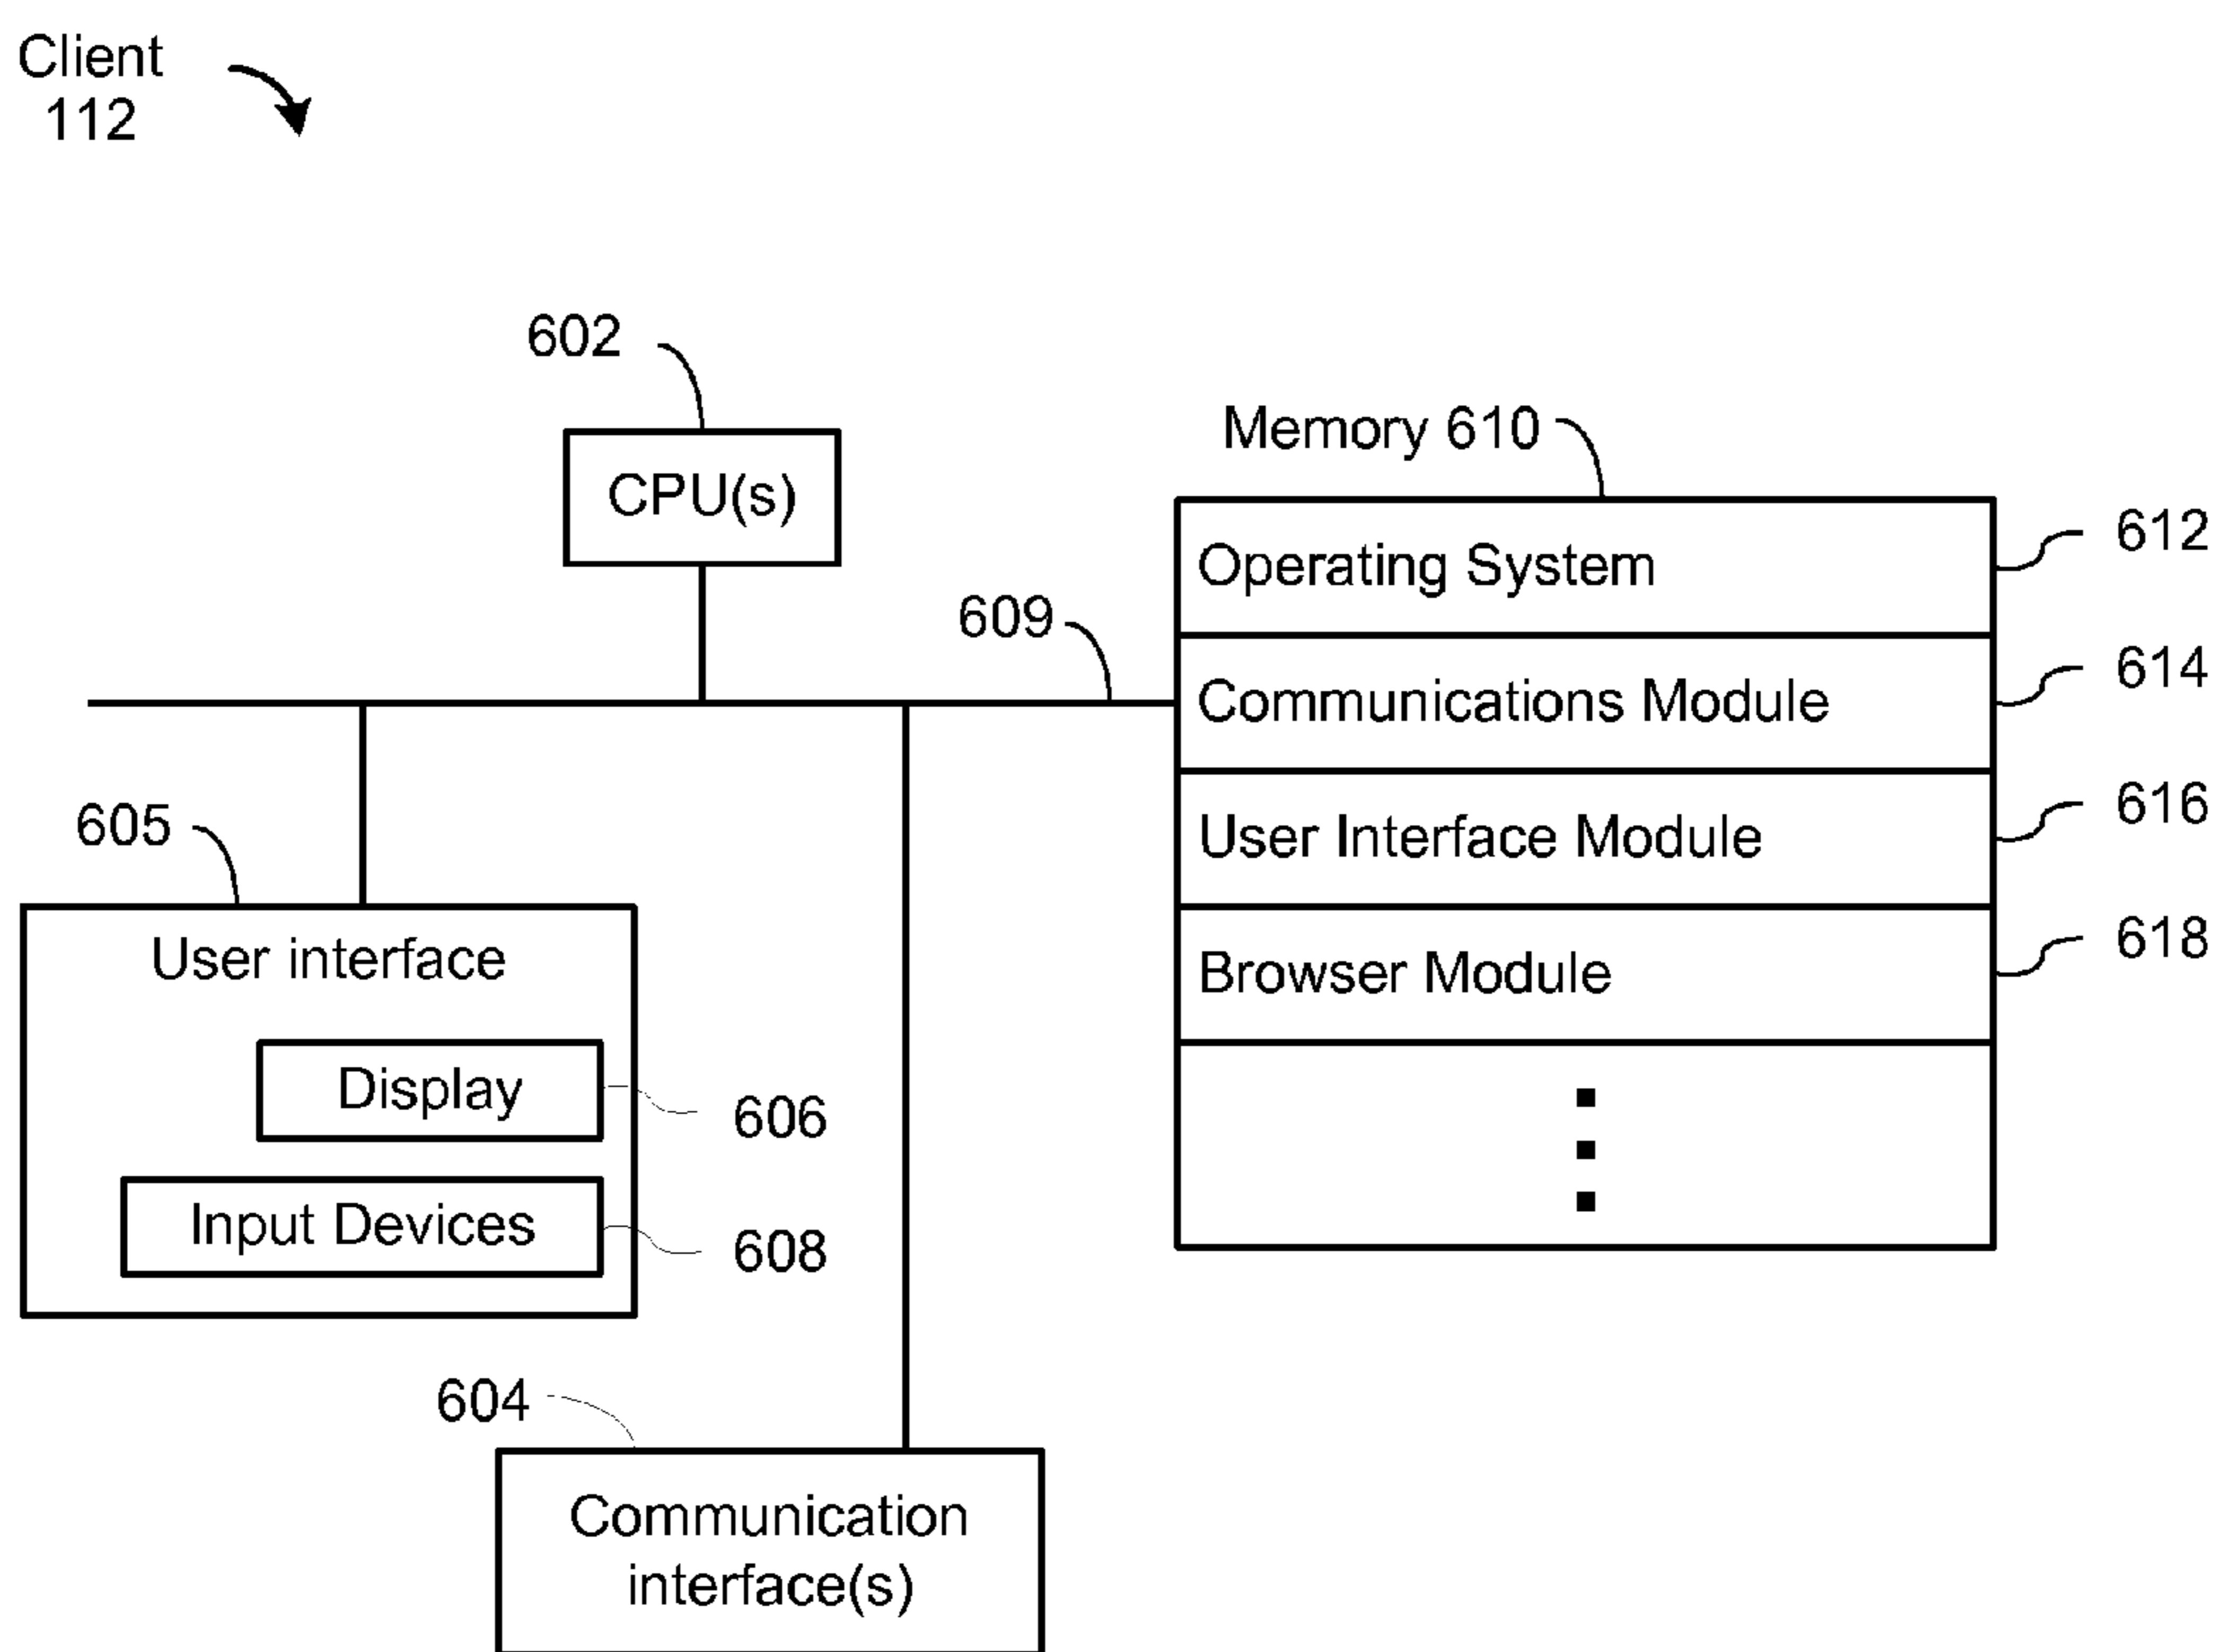 Client
112
602
CPU(s)
Memory 610
Operating System
612
609
Communications Module
614
User Interface Module
616
605
User interface
Browser Module
618
Display
606
Input Devices
608
604
Communication
interface(s)